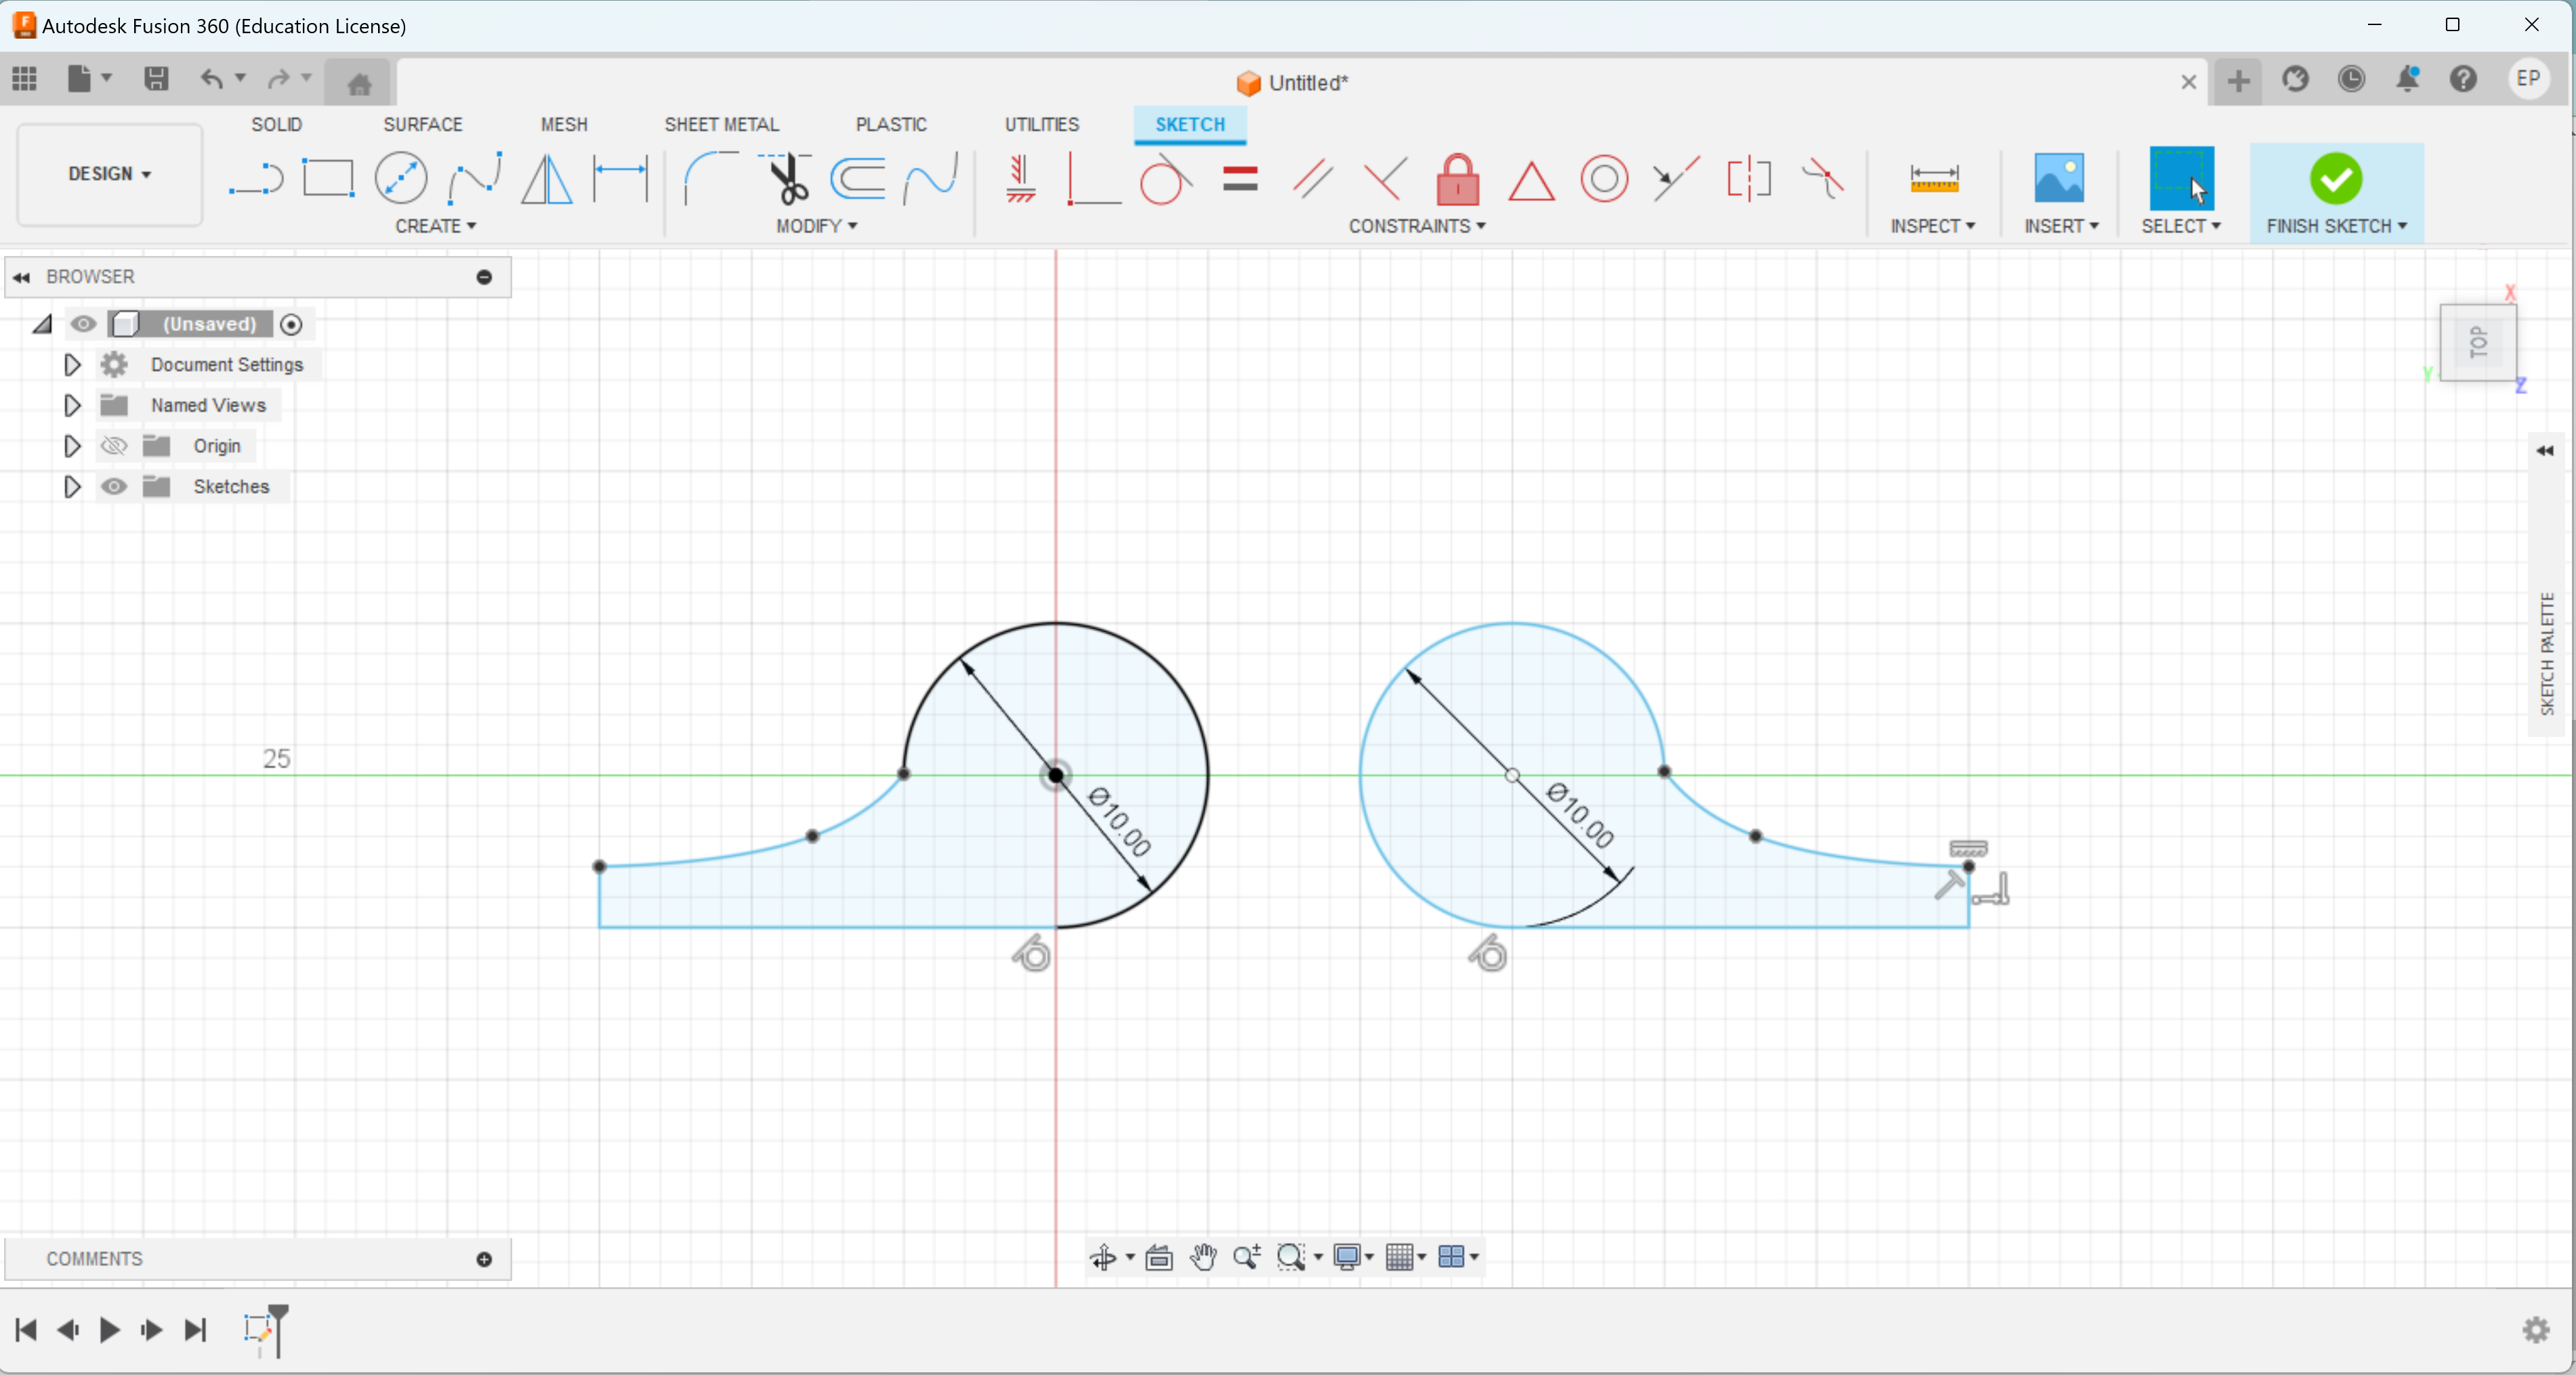 Autodesk Fusion 360 (Education License)
Untitled*
EP
DESIGN
SOLID SURFACE MESH SHEET METAL PLASTIC UTILITIES SKETCH
CREATE MODIFY CONSTRAINTS INSPECT INSERT SELECT FINISH SKETCH
BROWSER
(Unsaved)
Document Settings
Named Views
Origin
Sketches
X
TOP
Y
Z
SKETCH PALETTE
25
Ø10.00
Ø10.00
COMMENTS